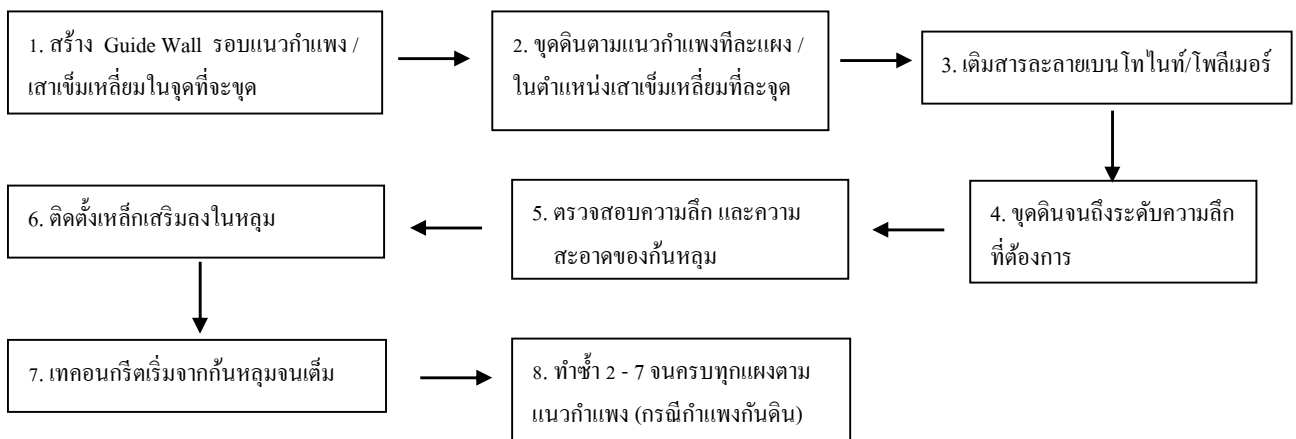 1. สร้าง Guide Wall รอบแนวกำแพง /
เสาเข็มเหลี่ยมในจุดที่จะขุด
2. ขุดดินตามแนวกำแพงทีละแผง /
ในตำแหน่งเสาเข็มเหลี่ยมที่ละจุด
3. เติมสารละลายเบนโทไนท์/โพลีเมอร์
4. ขุดดินจนถึงระดับความลึก
ที่ต้องการ
5. ตรวจสอบความลึก และความ
สะอาดของก้นหลุม
6. ติดตั้งเหล็กเสริมลงในหลุม
7. เทคอนกรีตเริ่มจากก้นหลุมจนเต็ม
8. ทำซ้ำ 2 - 7 จนครบทุกแผงตาม
แนวกำแพง (กรณีกำแพงกันดิน)